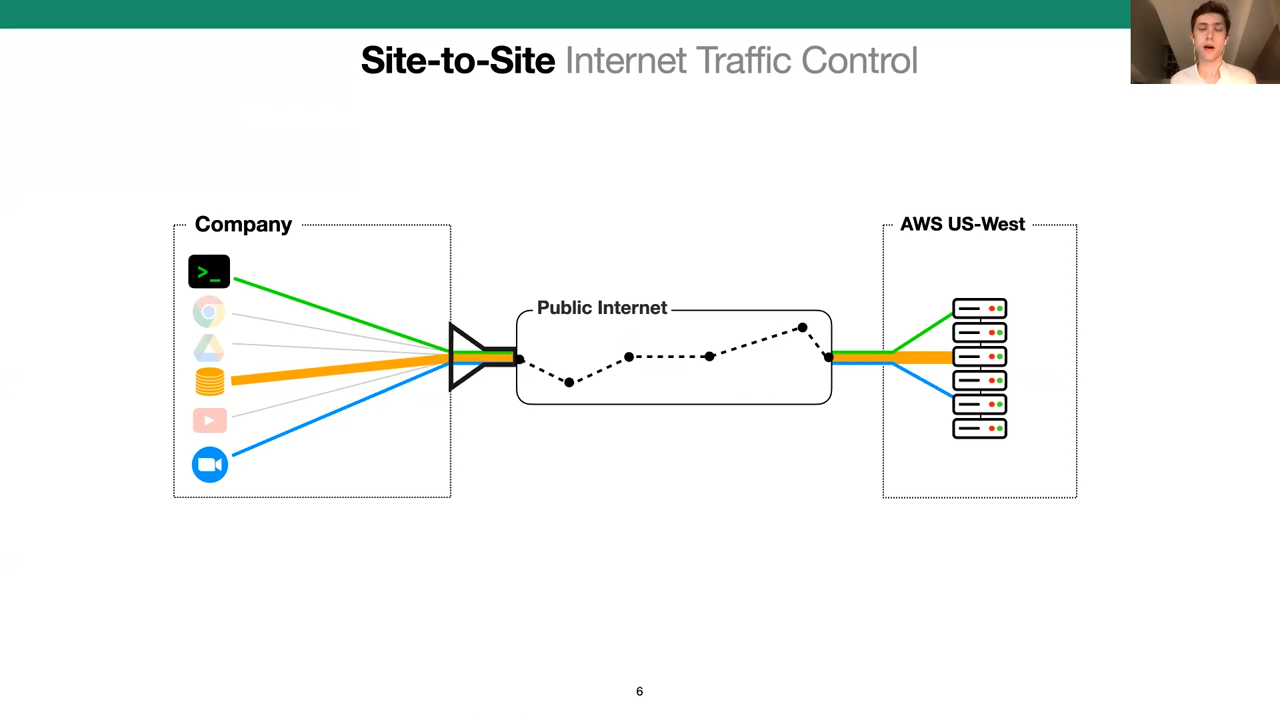 Site-to-Site Internet Traffic Control
Company
AWS US-West
>_
Public Internet
6